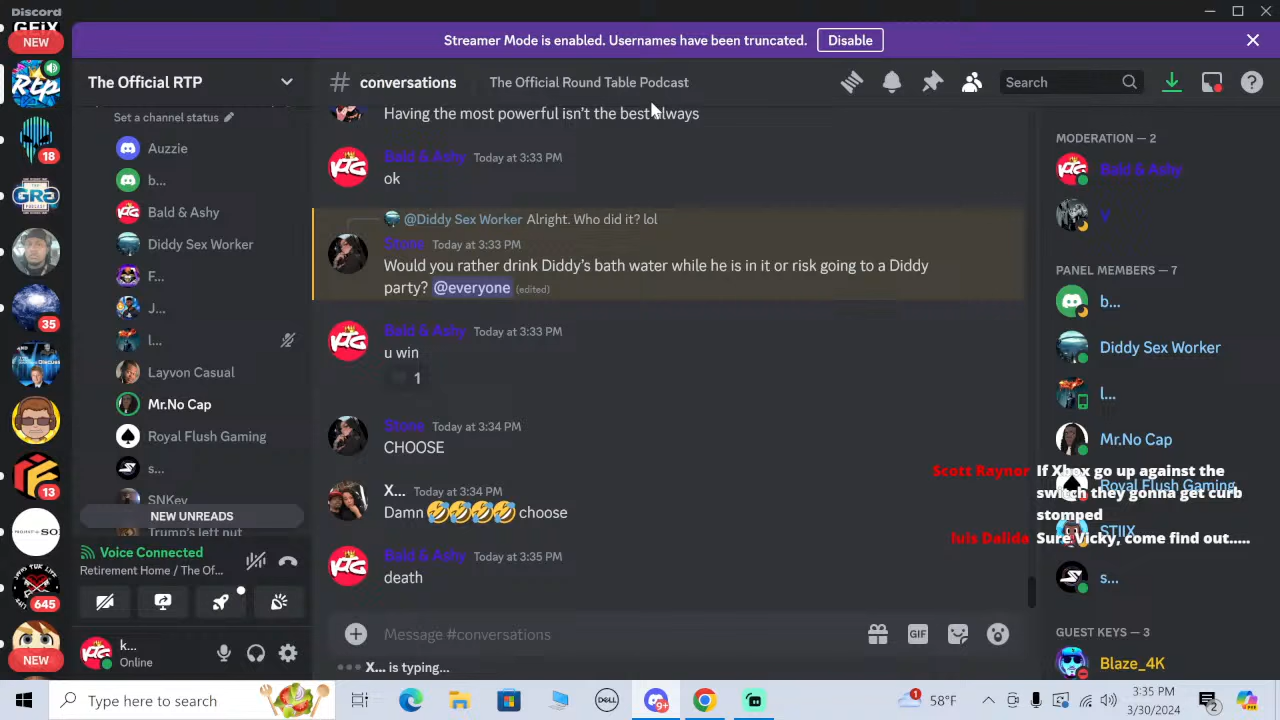 Discord
GFIX
NEW
Streamer Mode is enabled. Usernames have been truncated.
Disable
The Official RTP
# conversations
The Official Round Table Podcast
Search
Rtp
18
GRG
PODCAST
35
13
645
NEW
Set a channel status
Auzzie
b...
Bald & Ashy
Diddy Sex Worker
F...
J...
l...
Layvon Casual
Mr.No Cap
Royal Flush Gaming
s...
SNKey
NEW UNREADS
Trump's left nut
Voice Connected
Retirement Home / The Of...
k...
Online
Having the most powerful isn't the best always
Bald & Ashy Today at 3:33 PM
ok
@Diddy Sex Worker Alright. Who did it? lol
Stone Today at 3:33 PM
Would you rather drink Diddy's bath water while he is in it or risk going to a Diddy
party? @everyone (edited)
Bald & Ashy Today at 3:33 PM
u win
1
Stone Today at 3:34 PM
CHOOSE
X... Today at 3:34 PM
Damn 🤣🤣🤣🤣 choose
Bald & Ashy Today at 3:35 PM
death
Message #conversations
GIF
X... is typing...
MODERATION — 2
Bald & Ashy
V
PANEL MEMBERS — 7
b...
Diddy Sex Worker
l...
Mr.No Cap
Royal Flush Gaming
STIIX
s...
GUEST KEYS — 3
Blaze_4K
Scott Raynor If Xbox go up against the
switch they gonna get curb
stomped
luis Dalida Sure Vicky, come find out.....
Type here to search
DELL
9+
1
58°F
3:35 PM
3/30/2024
2